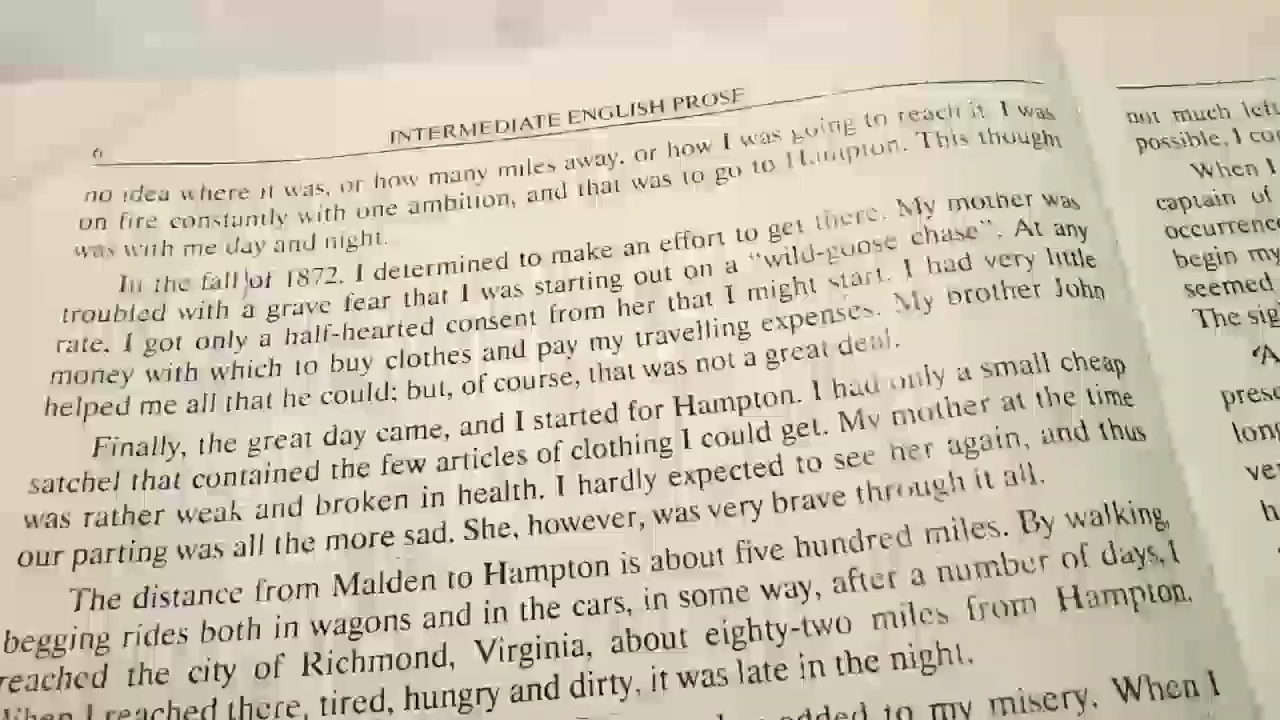 INTERMEDIATE ENGLISH PROSE
6
no idea where it was, or how many miles away, or how I was going to reach it. I was
on fire constantly with one ambition, and that was to go to Hampton. This though
was with me day and night.
In the fall of 1872, I determined to make an effort to get there. My mother was
troubled with a grave fear that I was starting out on a "wild-goose chase". At any
rate, I got only a half-hearted consent from her that I might start. I had very little
money with which to buy clothes and pay my travelling expenses. My brother John
helped me all that he could; but, of course, that was not a great deal.
Finally, the great day came, and I started for Hampton. I had only a small cheap
satchel that contained the few articles of clothing I could get. My mother at the time
was rather weak and broken in health. I hardly expected to see her again, and thus
our parting was all the more sad. She, however, was very brave through it all.
The distance from Malden to Hampton is about five hundred miles. By walking,
begging rides both in wagons and in the cars, in some way, after a number of days, I
reached the city of Richmond, Virginia, about eighty-two miles from Hampton.
When I reached there, tired, hungry and dirty, it was late in the night.
added to my misery. When I
not much left
possible, I
When I
captain of
begin my
seemed
The